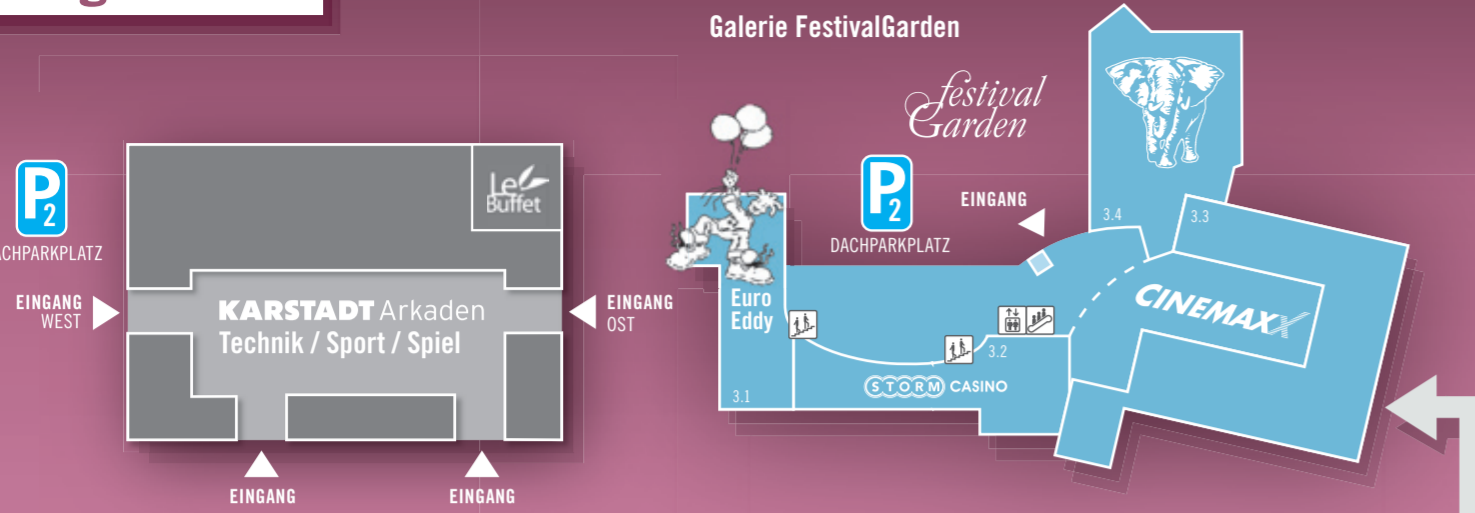 Galerie FestivalGarden
festival
Garden
P2
DACHPARKPLATZ
EINGANG
WEST
Le
Buffet
KARSTADT Arkaden
Technik / Sport / Spiel
EINGANG
OST
EINGANG
EINGANG
P2
DACHPARKPLATZ
EINGANG
3.4
3.3
Euro
Eddy
3.1
3.2
STORM CASINO
CINEMAXX